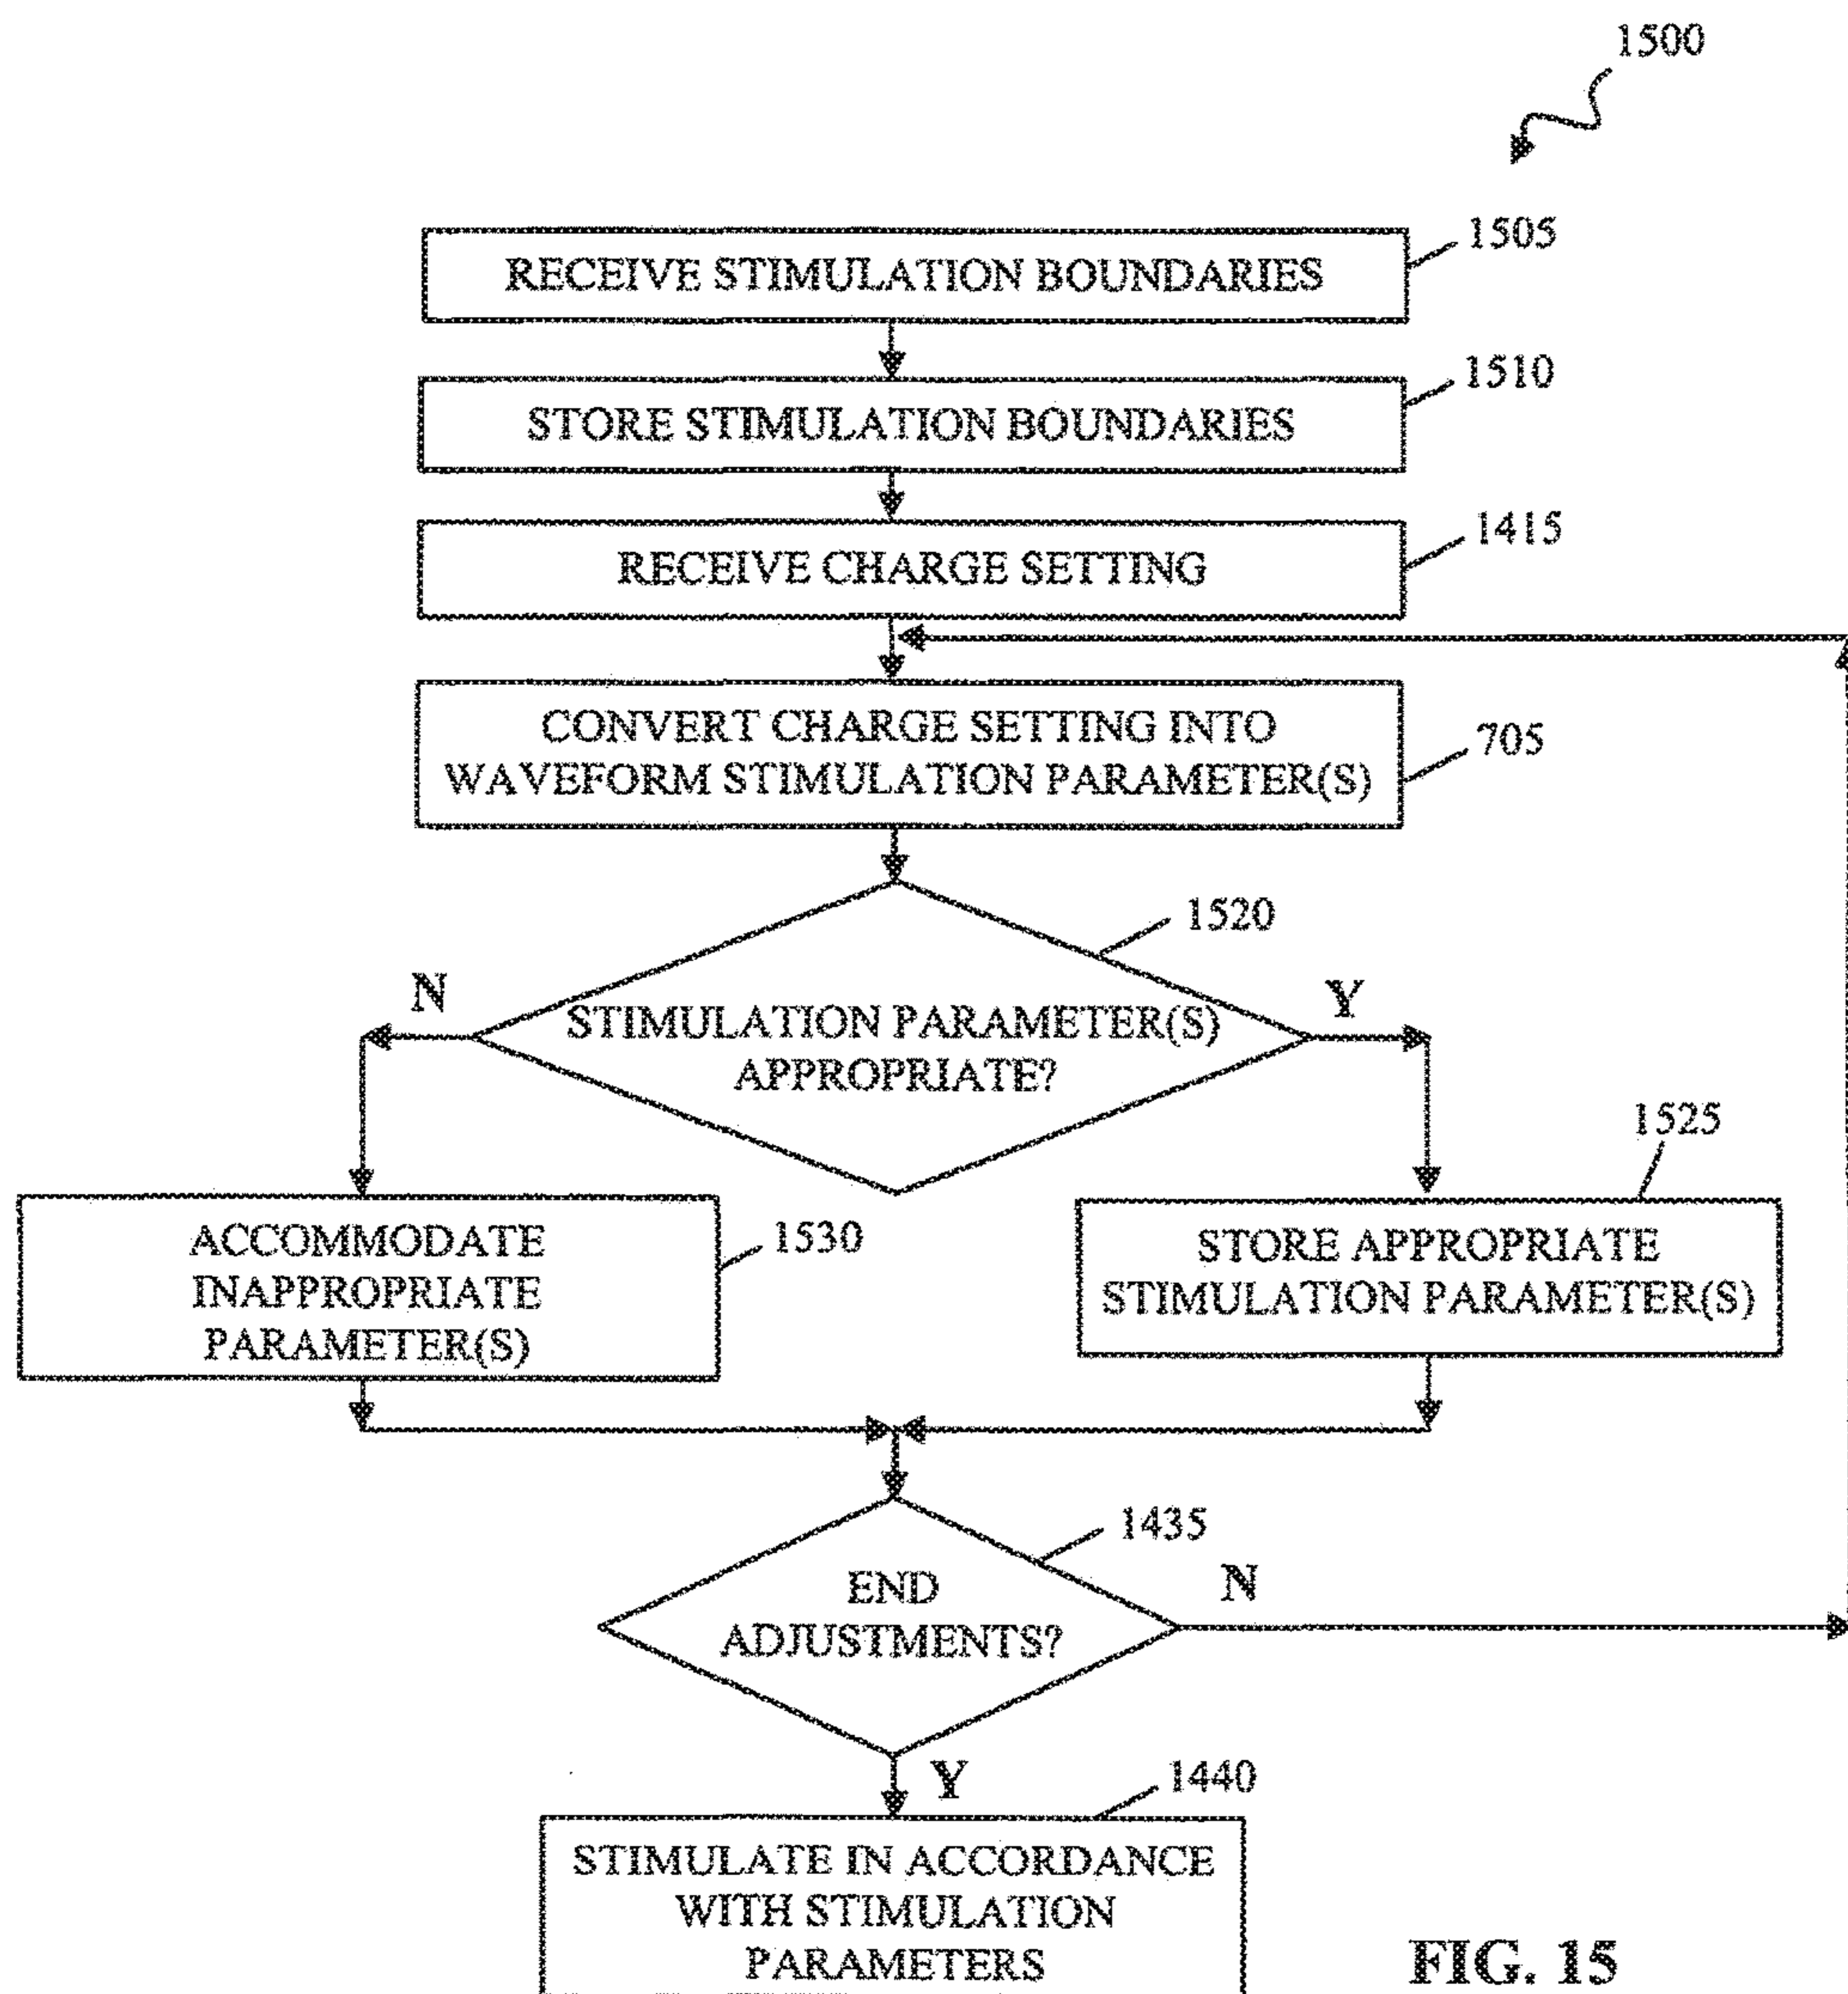 1500
RECEIVE STIMULATION BOUNDARIES
1505
STORE STIMULATION BOUNDARIES
1510
RECEIVE CHARGE SETTING
1415
CONVERT CHARGE SETTING INTO
WAVEFORM STIMULATION PARAMETER(S)
705
1520
N
STIMULATION PARAMETER(S)
APPROPRIATE?
Y
1525
ACCOMMODATE
INAPPROPRIATE
PARAMETER(S)
1530
STORE APPROPRIATE
STIMULATION PARAMETER(S)
1435
END
ADJUSTMENTS?
N
Y
1440
STIMULATE IN ACCORDANCE
WITH STIMULATION
PARAMETERS
FIG. 15